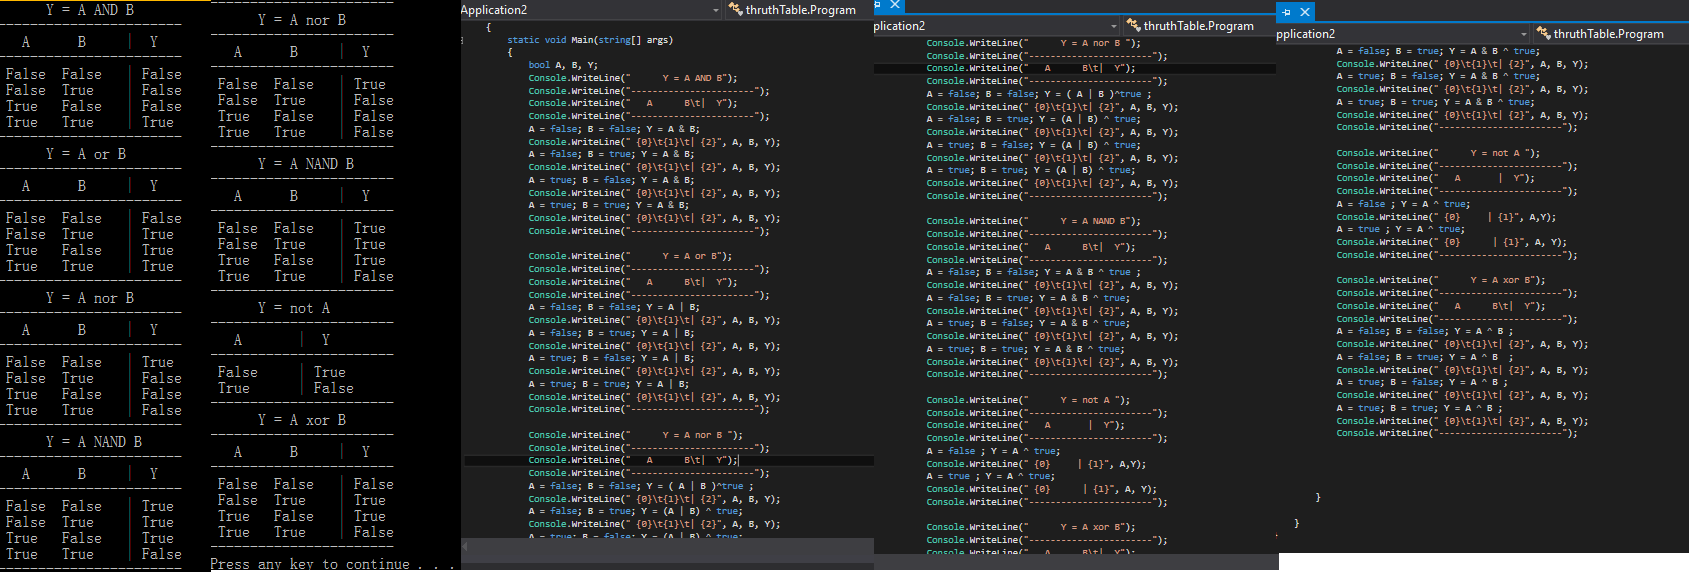 Y = A AND B
-----------------------
A      B    |  Y
-----------------------
False  False | False
False  True | False
True   False | False
True   True | True
-----------------------
Y = A or B
-----------------------
A      B    |  Y
-----------------------
False  False | False
False  True | True
True   False | True
True   True | True
-----------------------
Y = A nor B
-----------------------
A      B    |  Y
-----------------------
False  False | True
False  True | False
True   False | False
True   True | False
-----------------------
Y = A NAND B
-----------------------
A      B    |  Y
-----------------------
False  False | True
False  True | True
True   False | True
True   True | False
-----------------------
-----------------------
Y = A nor B
-----------------------
A      B    |  Y
-----------------------
False  False | True
False  True | False
True   False | False
True   True | False
-----------------------
Y = A NAND B
-----------------------
A      B    |  Y
-----------------------
False  False | True
False  True | True
True   False | True
True   True | False
-----------------------
Y = not A
-----------------------
A       |  Y
-----------------------
False   | True
True    | False
-----------------------
Y = A xor B
-----------------------
A      B    |  Y
-----------------------
False  False | False
False  True | True
True   False | True
True   True | False
-----------------------
Press any key to continue . . .
Application2 thruthTable.Program
{
static void Main(string[] args)
{
bool A, B, Y;
Console.WriteLine("      Y = A AND B");
Console.WriteLine("-----------------------");
Console.WriteLine("   A      B\t|  Y");
Console.WriteLine("-----------------------");
A = false; B = false; Y = A & B;
Console.WriteLine(" {0}\t{1}\t| {2}", A, B, Y);
A = false; B = true; Y = A & B;
Console.WriteLine(" {0}\t{1}\t| {2}", A, B, Y);
A = true; B = false; Y = A & B;
Console.WriteLine(" {0}\t{1}\t| {2}", A, B, Y);
A = true; B = true; Y = A & B;
Console.WriteLine(" {0}\t{1}\t| {2}", A, B, Y);
Console.WriteLine("-----------------------");
Console.WriteLine("      Y = A or B");
Console.WriteLine("-----------------------");
Console.WriteLine("   A      B\t|  Y");
Console.WriteLine("-----------------------");
A = false; B = false; Y = A | B;
Console.WriteLine(" {0}\t{1}\t| {2}", A, B, Y);
A = false; B = true; Y = A | B;
Console.WriteLine(" {0}\t{1}\t| {2}", A, B, Y);
A = true; B = false; Y = A | B;
Console.WriteLine(" {0}\t{1}\t| {2}", A, B, Y);
A = true; B = true; Y = A | B;
Console.WriteLine(" {0}\t{1}\t| {2}", A, B, Y);
Console.WriteLine("-----------------------");
Console.WriteLine("      Y = A nor B ");
Console.WriteLine("-----------------------");
Console.WriteLine("   A      B\t|  Y");
Console.WriteLine("-----------------------");
A = false; B = false; Y = ( A | B )^true ;
Console.WriteLine(" {0}\t{1}\t| {2}", A, B, Y);
A = false; B = true; Y = (A | B) ^ true;
Console.WriteLine(" {0}\t{1}\t| {2}", A, B, Y);
A = true; B = false; Y = (A | B) ^ true;
pplication2 thruthTable.Program
Console.WriteLine("      Y = A nor B ");
Console.WriteLine("-----------------------");
Console.WriteLine("   A      B\t|  Y");
Console.WriteLine("-----------------------");
A = false; B = false; Y = ( A | B )^true ;
Console.WriteLine(" {0}\t{1}\t| {2}", A, B, Y);
A = false; B = true; Y = (A | B) ^ true;
Console.WriteLine(" {0}\t{1}\t| {2}", A, B, Y);
A = true; B = false; Y = (A | B) ^ true;
Console.WriteLine(" {0}\t{1}\t| {2}", A, B, Y);
A = true; B = true; Y = (A | B) ^ true;
Console.WriteLine(" {0}\t{1}\t| {2}", A, B, Y);
Console.WriteLine("-----------------------");
Console.WriteLine("      Y = A NAND B");
Console.WriteLine("-----------------------");
Console.WriteLine("   A      B\t|  Y");
Console.WriteLine("-----------------------");
A = false; B = false; Y = A & B ^ true ;
Console.WriteLine(" {0}\t{1}\t| {2}", A, B, Y);
A = false; B = true; Y = A & B ^ true;
Console.WriteLine(" {0}\t{1}\t| {2}", A, B, Y);
A = true; B = false; Y = A & B ^ true;
Console.WriteLine(" {0}\t{1}\t| {2}", A, B, Y);
A = true; B = true; Y = A & B ^ true;
Console.WriteLine(" {0}\t{1}\t| {2}", A, B, Y);
Console.WriteLine("-----------------------");
Console.WriteLine("      Y = not A ");
Console.WriteLine("-----------------------");
Console.WriteLine("   A       |  Y");
Console.WriteLine("-----------------------");
A = false ; Y = A ^ true;
Console.WriteLine(" {0}     | {1}", A,Y);
A = true ; Y = A ^ true;
Console.WriteLine(" {0}      | {1}", A, Y);
Console.WriteLine("-----------------------");
Console.WriteLine("      Y = A xor B");
Console.WriteLine("-----------------------");
Console.WriteLine("   A      B\t|  Y");
pplication2 thruthTable.Program
A = false; B = true; Y = A & B ^ true;
Console.WriteLine(" {0}\t{1}\t| {2}", A, B, Y);
A = true; B = false; Y = A & B ^ true;
Console.WriteLine(" {0}\t{1}\t| {2}", A, B, Y);
A = true; B = true; Y = A & B ^ true;
Console.WriteLine(" {0}\t{1}\t| {2}", A, B, Y);
Console.WriteLine("-----------------------");
Console.WriteLine("      Y = not A ");
Console.WriteLine("-----------------------");
Console.WriteLine("   A       |  Y");
Console.WriteLine("-----------------------");
A = false ; Y = A ^ true;
Console.WriteLine(" {0}     | {1}", A,Y);
A = true ; Y = A ^ true;
Console.WriteLine(" {0}      | {1}", A, Y);
Console.WriteLine("-----------------------");
Console.WriteLine("      Y = A xor B");
Console.WriteLine("-----------------------");
Console.WriteLine("   A      B\t|  Y");
Console.WriteLine("-----------------------");
A = false; B = false; Y = A ^ B ;
Console.WriteLine(" {0}\t{1}\t| {2}", A, B, Y);
A = false; B = true; Y = A ^ B  ;
Console.WriteLine(" {0}\t{1}\t| {2}", A, B, Y);
A = true; B = false; Y = A ^ B ;
Console.WriteLine(" {0}\t{1}\t| {2}", A, B, Y);
A = true; B = true; Y = A ^ B ;
Console.WriteLine(" {0}\t{1}\t| {2}", A, B, Y);
Console.WriteLine("-----------------------");
}
}